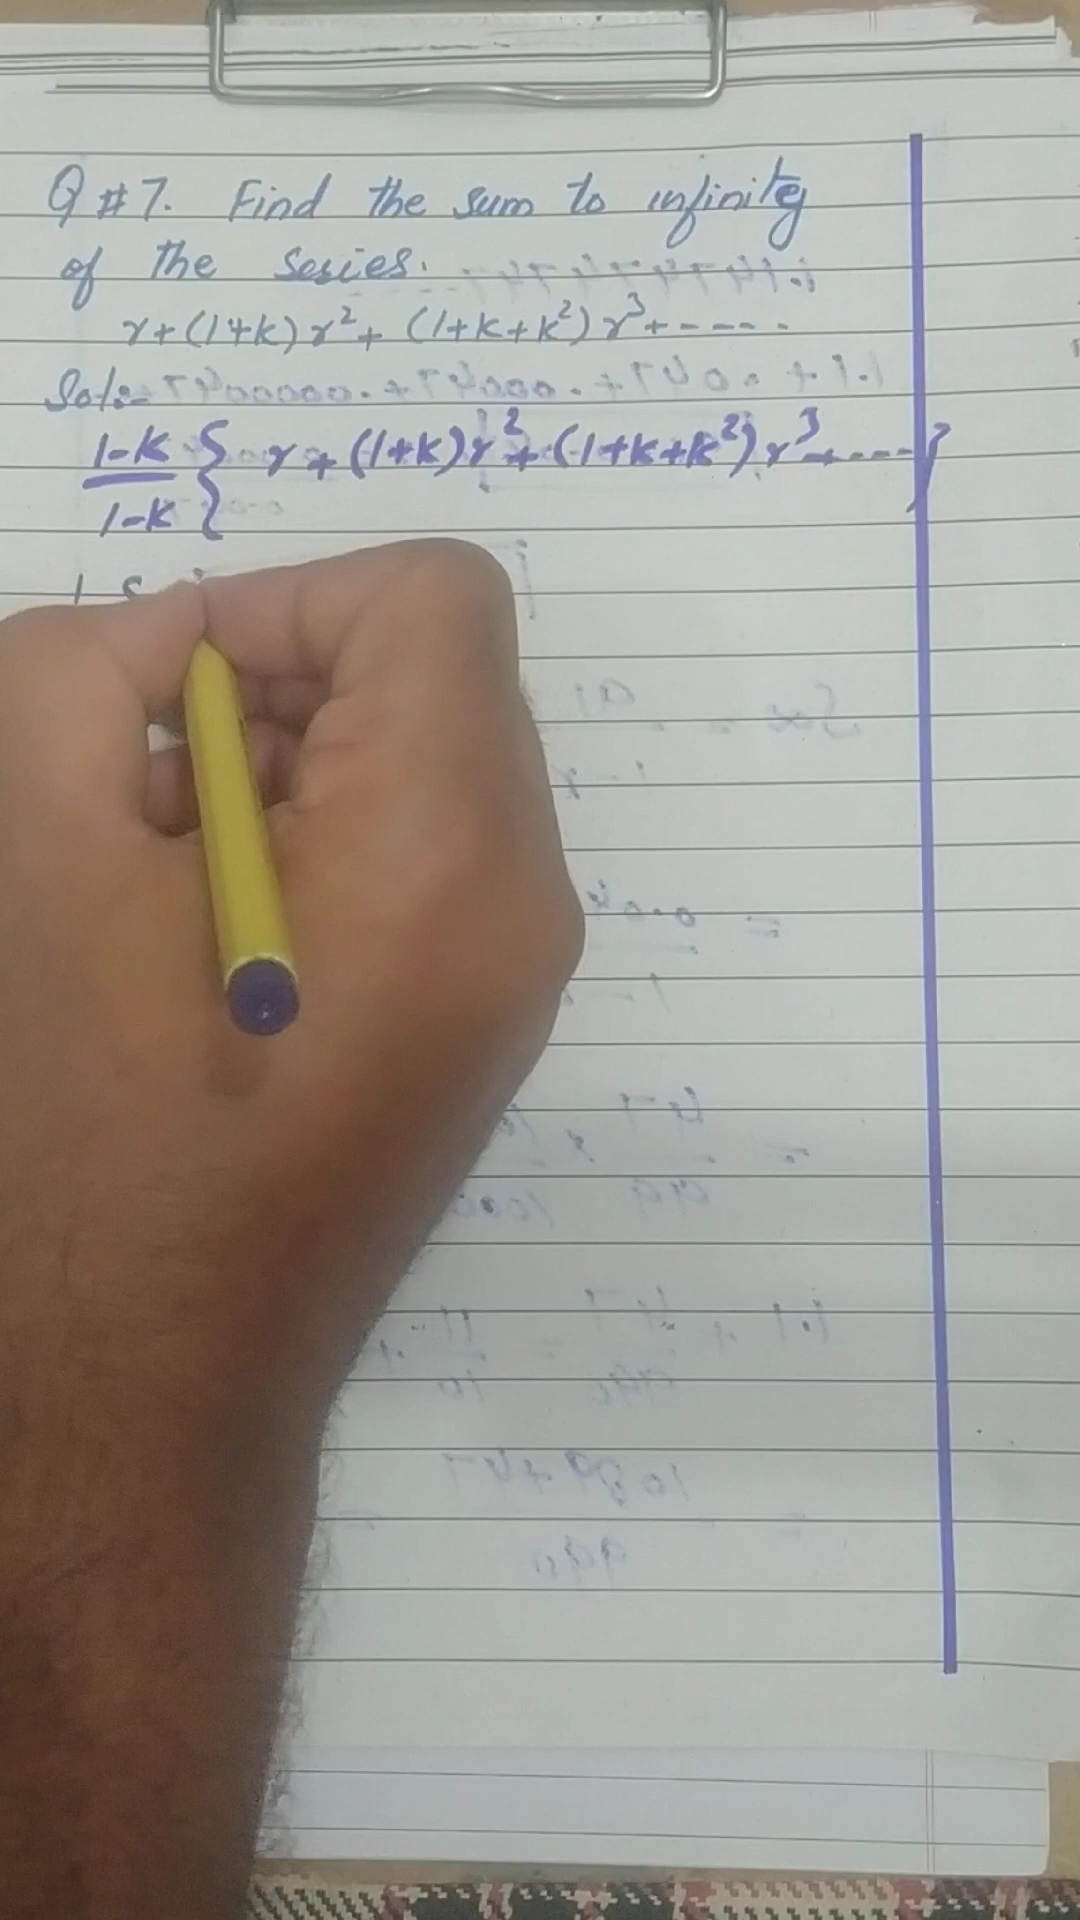 Q #7. Find the sum to infinity
of the series.
r+(1+k)r²+ (1+k+k²)r³+-----
Sol:-
1-k/1-k { r+(1+k)r²+(1+k+k²)r³+----}
1